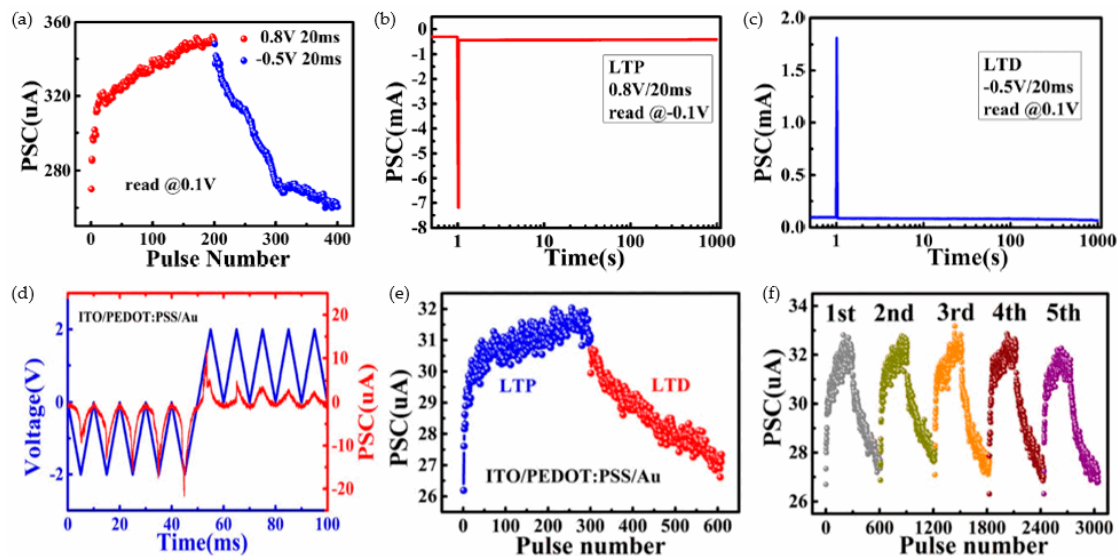 (a)
PSC(uA)
360
320
280
0.8V 20ms
-0.5V 20ms
read @0.1V
0 100 200 300 400
Pulse Number
(b)
PSC(mA)
0
-1
-2
-3
-4
-5
-6
-7
-8
LTP
0.8V/20ms
read @-0.1V
1 10 100 1000
Time(s)
(c)
PSC(mA)
2.0
1.5
1.0
0.5
0.0
LTD
-0.5V/20ms
read @0.1V
1 10 100 1000
Time(s)
(d)
ITO/PEDOT:PSS/Au
Voltage(V)
2
0
-2
PSC(uA)
20
10
0
-10
-20
0 20 40 60 80 100
Time(ms)
(e)
PSC(uA)
32
31
30
29
28
27
26
LTP
LTD
ITO/PEDOT:PSS/Au
0 100 200 300 400 500 600
Pulse number
(f)
PSC(uA)
34
32
30
28
26
1st 2nd 3rd 4th 5th
0 600 1200 1800 2400 3000
Pulse number